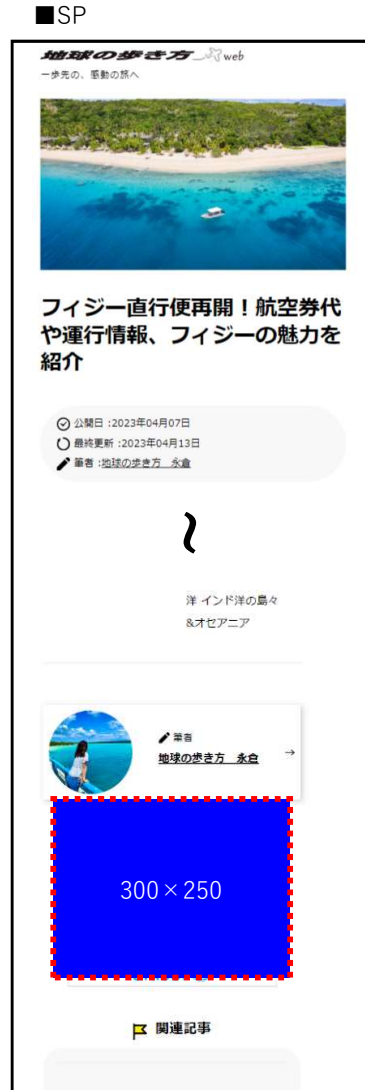 ■SP
地球の歩き方 web
一歩先の、感動の旅へ
フィジー直行便再開！航空券代
や運行情報、フィジーの魅力を
紹介
公開日 :2023年04月07日
最終更新 :2023年04月13日
筆者 :地球の歩き方　永倉
～
洋 インド洋の島々
&オセアニア
筆者
地球の歩き方　永倉 →
300×250
関連記事